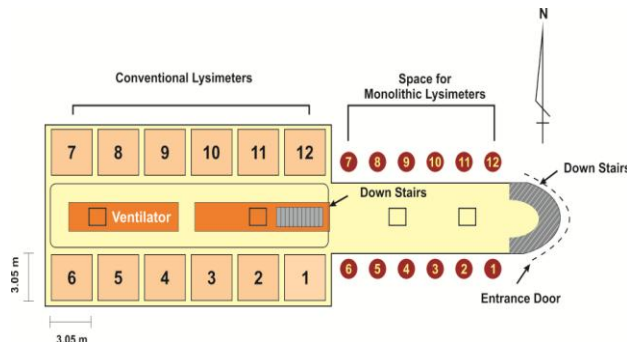 N
Conventional Lysimeters
Space for
Monolithic Lysimeters
7 8 9 10 11 12
7 8 9 10 11 12
Down Stairs
Down Stairs
Ventilator
6 5 4 3 2 1
6 5 4 3 2 1
Entrance Door
3.05 m
3.05 m